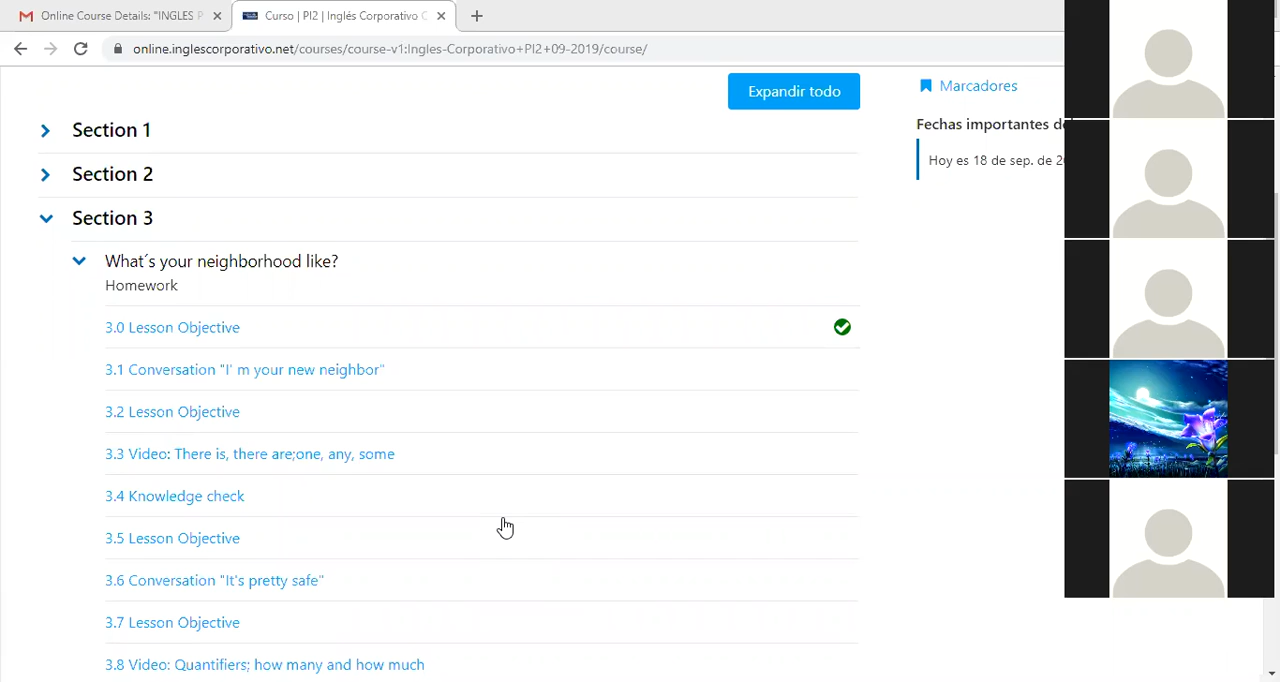 Online Course Details: "INGLES P
Curso | PI2 | Inglés Corporativo C
online.inglescorporativo.net/courses/course-v1:Ingles-Corporativo+PI2+09-2019/course/
Expandir todo
Marcadores
Fechas importantes de
Hoy es 18 de sep. de 20
Section 1
Section 2
Section 3
What´s your neighborhood like?
Homework
3.0 Lesson Objective
3.1 Conversation "I' m your new neighbor"
3.2 Lesson Objective
3.3 Video: There is, there are;one, any, some
3.4 Knowledge check
3.5 Lesson Objective
3.6 Conversation "It's pretty safe"
3.7 Lesson Objective
3.8 Video: Quantifiers; how many and how much